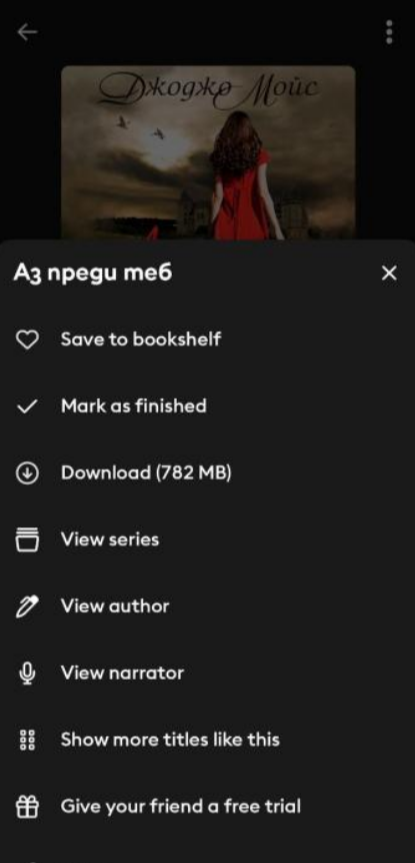 Джоджо Мойс
Аз преди теб
Save to bookshelf
Mark as finished
Download (782 MB)
View series
View author
View narrator
Show more titles like this
Give your friend a free trial